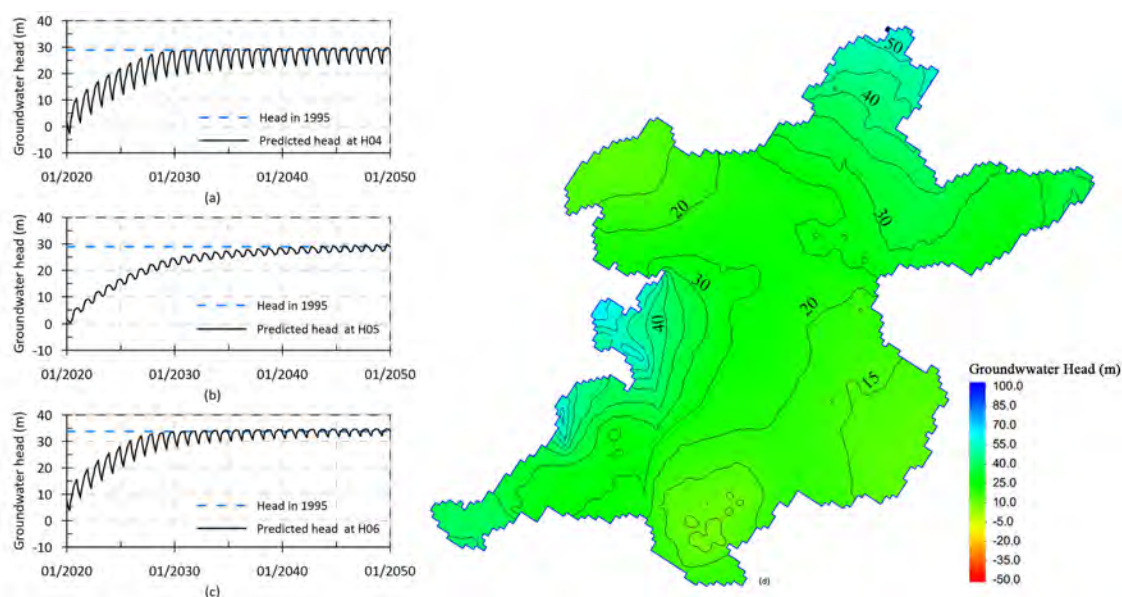 Groundwater head (m)
40
30
20
10
0
-10
Head in 1995
Predicted head at H04
01/2020 01/2030 01/2040 01/2050
(a)
Groundwater head (m)
40
30
20
10
0
-10
Head in 1995
Predicted head at H05
01/2020 01/2030 01/2040 01/2050
(b)
Groundwater head (m)
40
30
20
10
0
-10
Head in 1995
Predicted head at H06
01/2020 01/2030 01/2040 01/2050
(c)
50
40
30
20
30
40
20
15
(d)
Groundwwater Head (m)
100.0
85.0
70.0
55.0
40.0
25.0
10.0
-5.0
-20.0
-35.0
-50.0